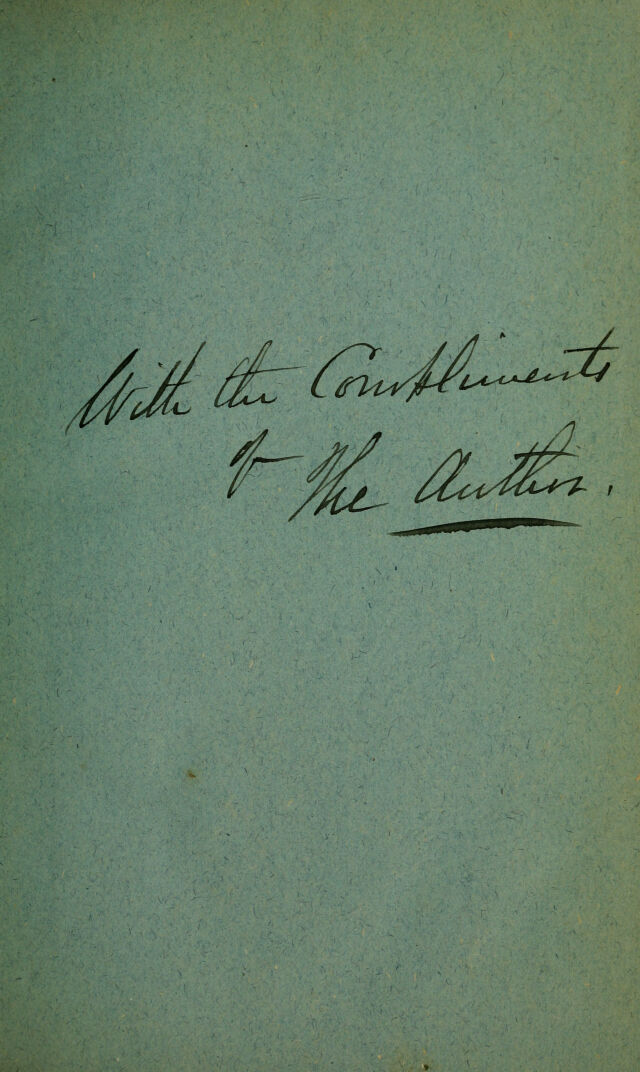 With the Compliments
of The Author.